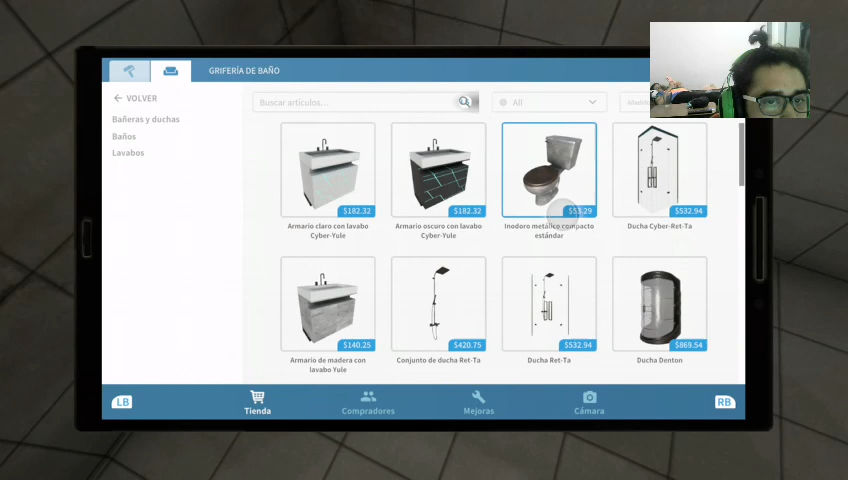 GRIFERÍA DE BAÑO
VOLVER
Bañeras y duchas
Baños
Lavabos
Buscar artículos...
All
$182.32
Armario claro con lavabo
Cyber-Yule
$182.32
Armario oscuro con lavabo
Cyber-Yule
$53.29
Inodoro metálico compacto
estándar
$532.94
Ducha Cyber-Ret-Ta
$140.25
Armario de madera con
lavabo Yule
$420.75
Conjunto de ducha Ret-Ta
$532.94
Ducha Ret-Ta
$869.54
Ducha Denton
LB
Tienda
Compradores
Mejoras
Cámara
RB